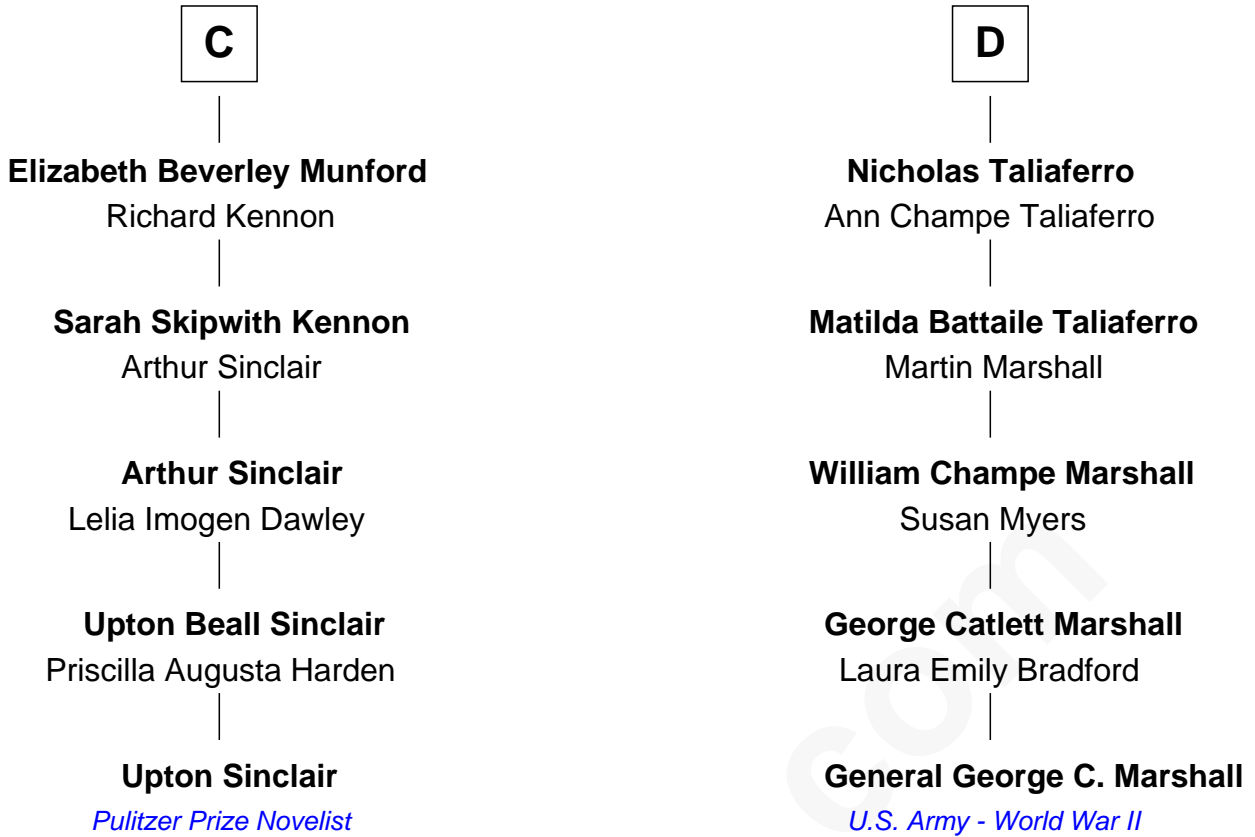 C
Elizabeth Beverley Munford
Richard Kennon
Sarah Skipwith Kennon
Arthur Sinclair
Arthur Sinclair
Lelia Imogen Dawley
Upton Beall Sinclair
Priscilla Augusta Harden
Upton Sinclair
Pulitzer Prize Novelist
D
Nicholas Taliaferro
Ann Champe Taliaferro
Matilda Battaile Taliaferro
Martin Marshall
William Champe Marshall
Susan Myers
George Catlett Marshall
Laura Emily Bradford
General George C. Marshall
U.S. Army - World War II
com